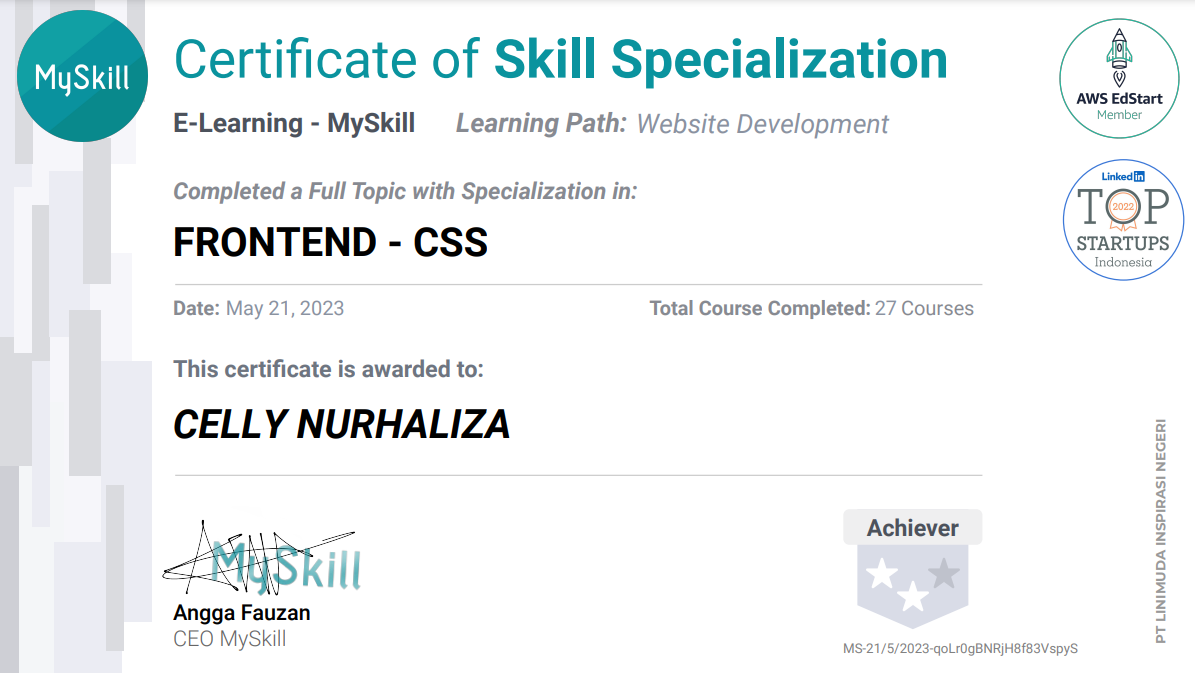 MySkill
Certificate of Skill Specialization
E-Learning - MySkill Learning Path: Website Development
Completed a Full Topic with Specialization in:
FRONTEND - CSS
Date: May 21, 2023 Total Course Completed: 27 Courses
This certificate is awarded to:
CELLY NURHALIZA
MySkill
Angga Fauzan
CEO MySkill
Achiever
MS-21/5/2023-qoLr0gBNRjH8f83VspyS
AWS EdStart
Member
LinkedIn
TOP
2022
STARTUPS
Indonesia
PT LINIMUDA INSPIRASI NEGERI